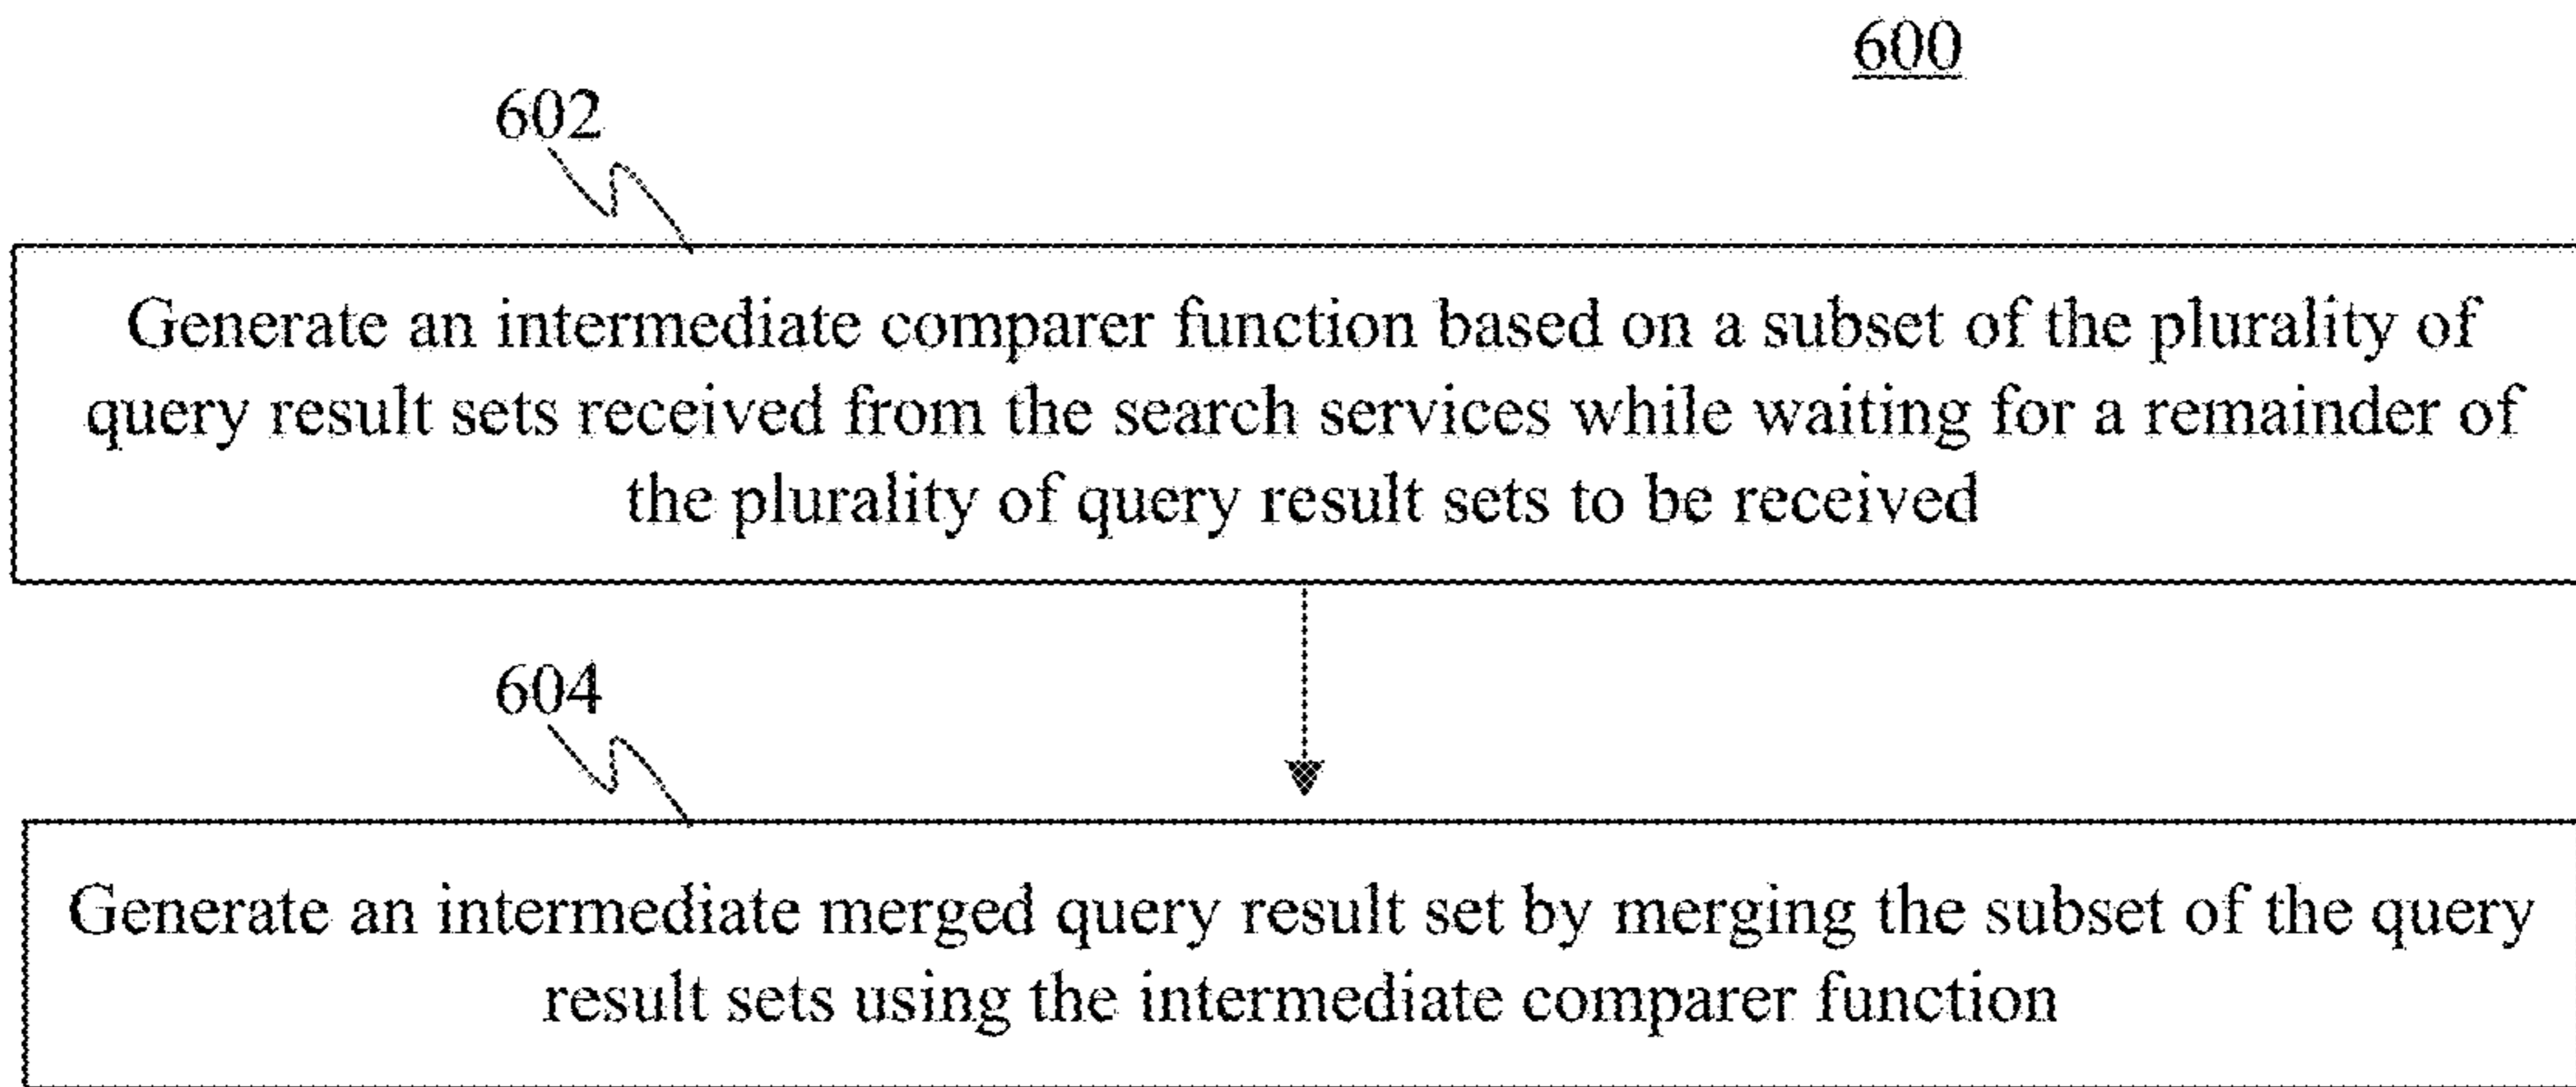 600
602
Generate an intermediate comparer function based on a subset of the plurality of
query result sets received from the search services while waiting for a remainder of
the plurality of query result sets to be received
604
Generate an intermediate merged query result set by merging the subset of the query
result sets using the intermediate comparer function